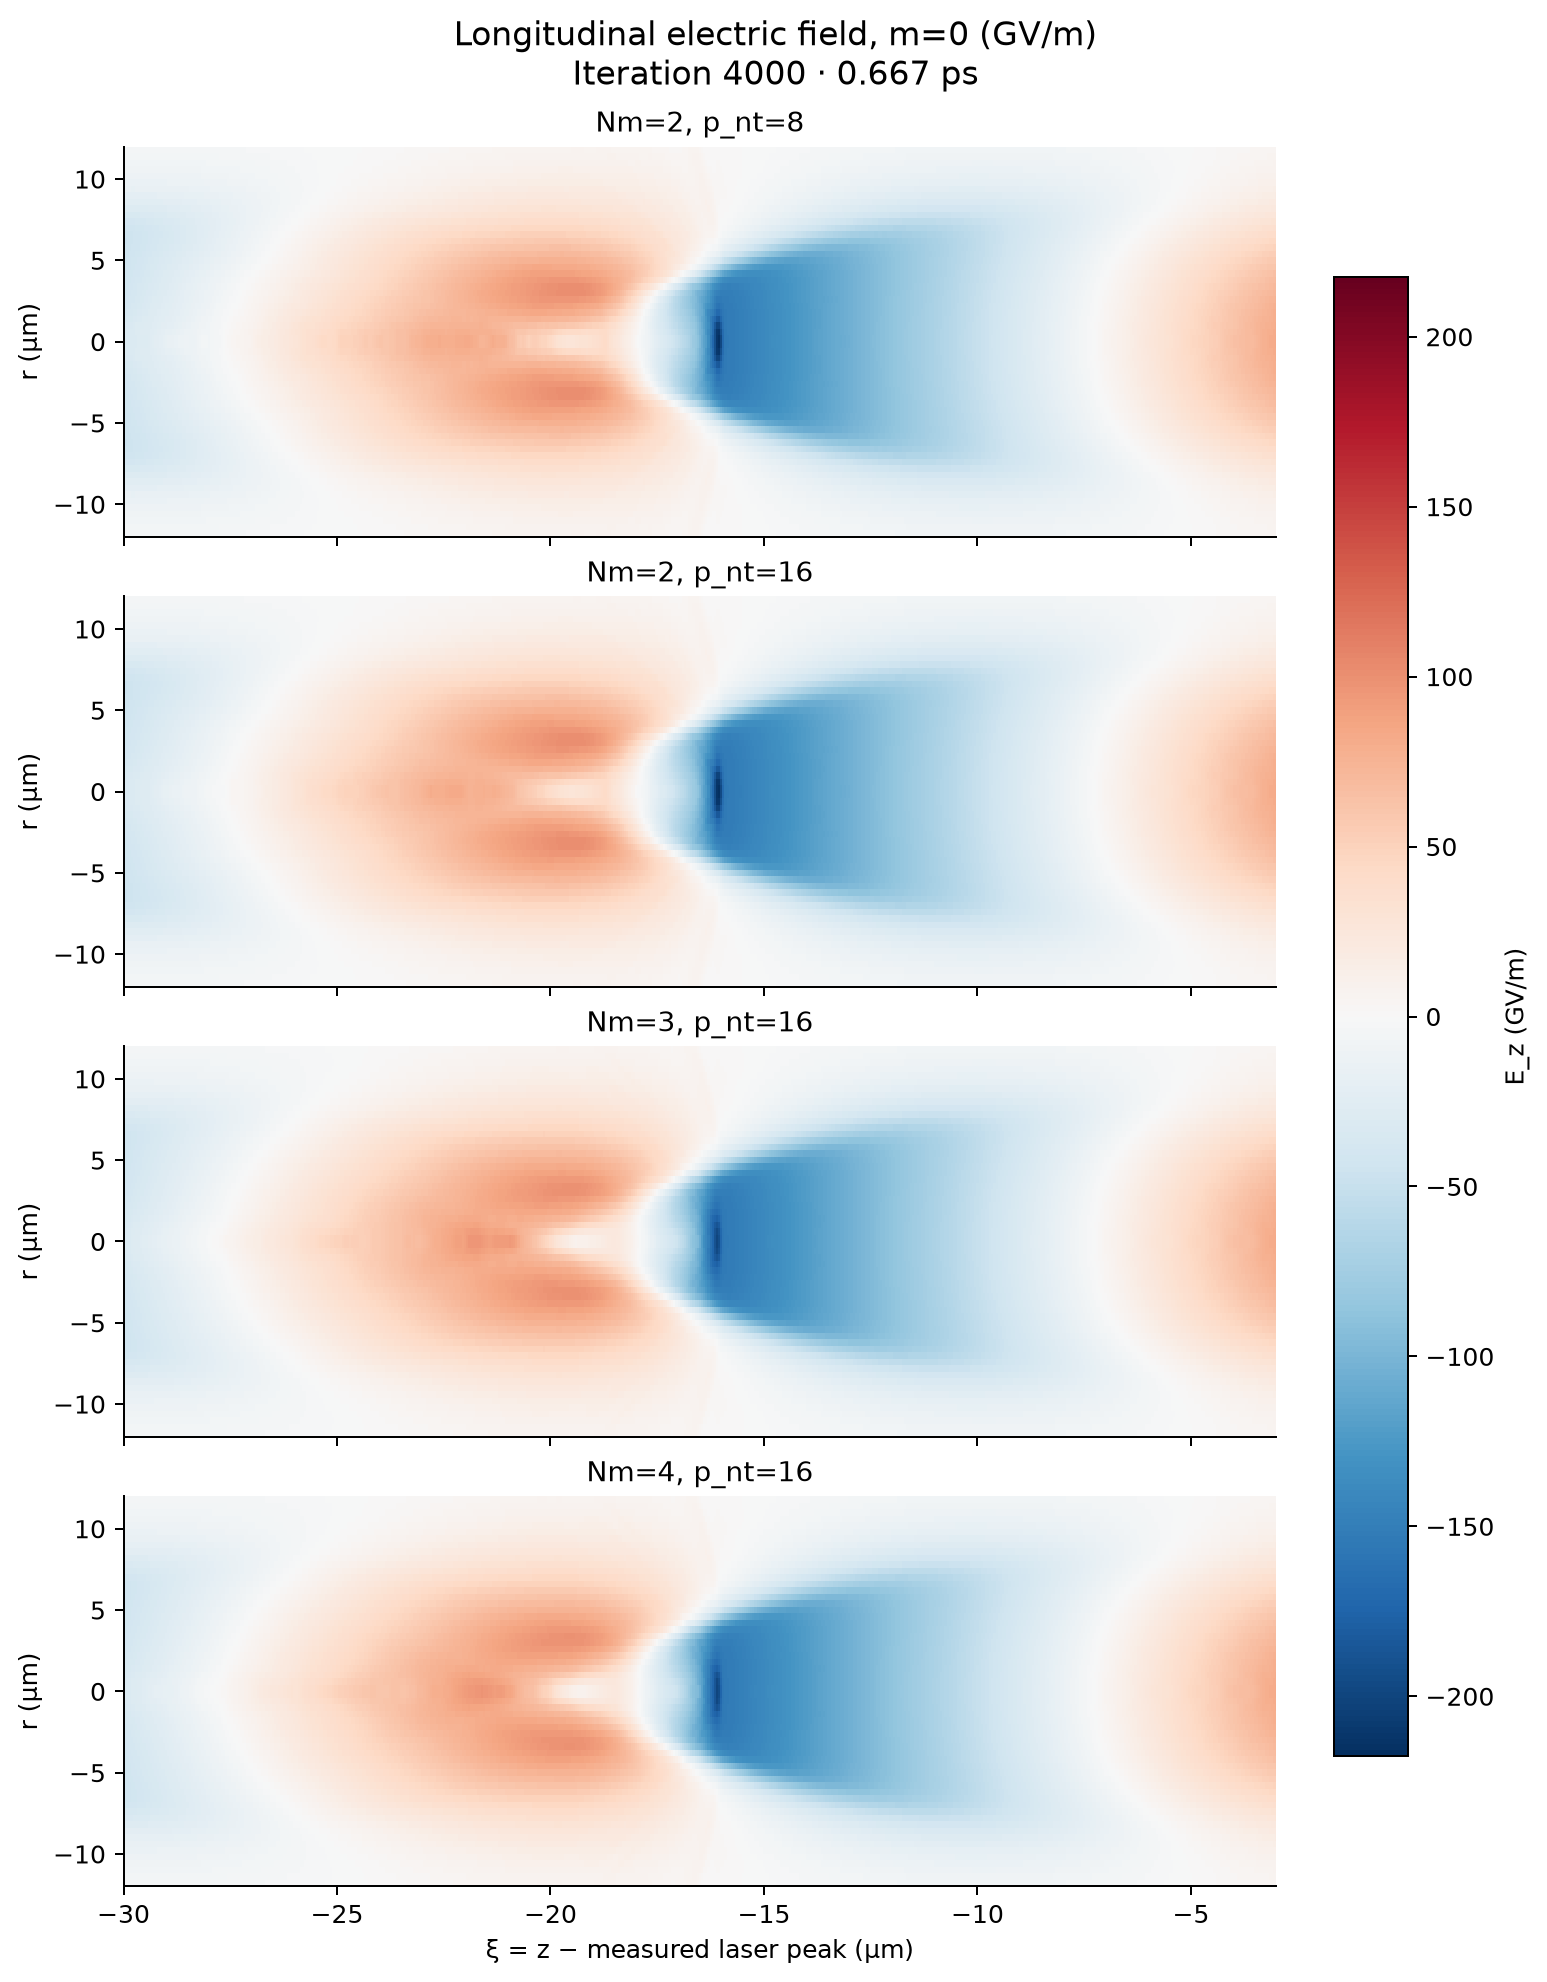 Longitudinal electric field, m=0 (GV/m)
Iteration 4000 · 0.667 ps
Nm=2, p_nt=8
10
5
0
−5
−10
r (μm)
Nm=2, p_nt=16
10
5
0
−5
−10
r (μm)
Nm=3, p_nt=16
10
5
0
−5
−10
r (μm)
Nm=4, p_nt=16
10
5
0
−5
−10
r (μm)
−30 −25 −20 −15 −10 −5
ξ = z − measured laser peak (μm)
200
150
100
50
0
−50
−100
−150
−200
E_z (GV/m)